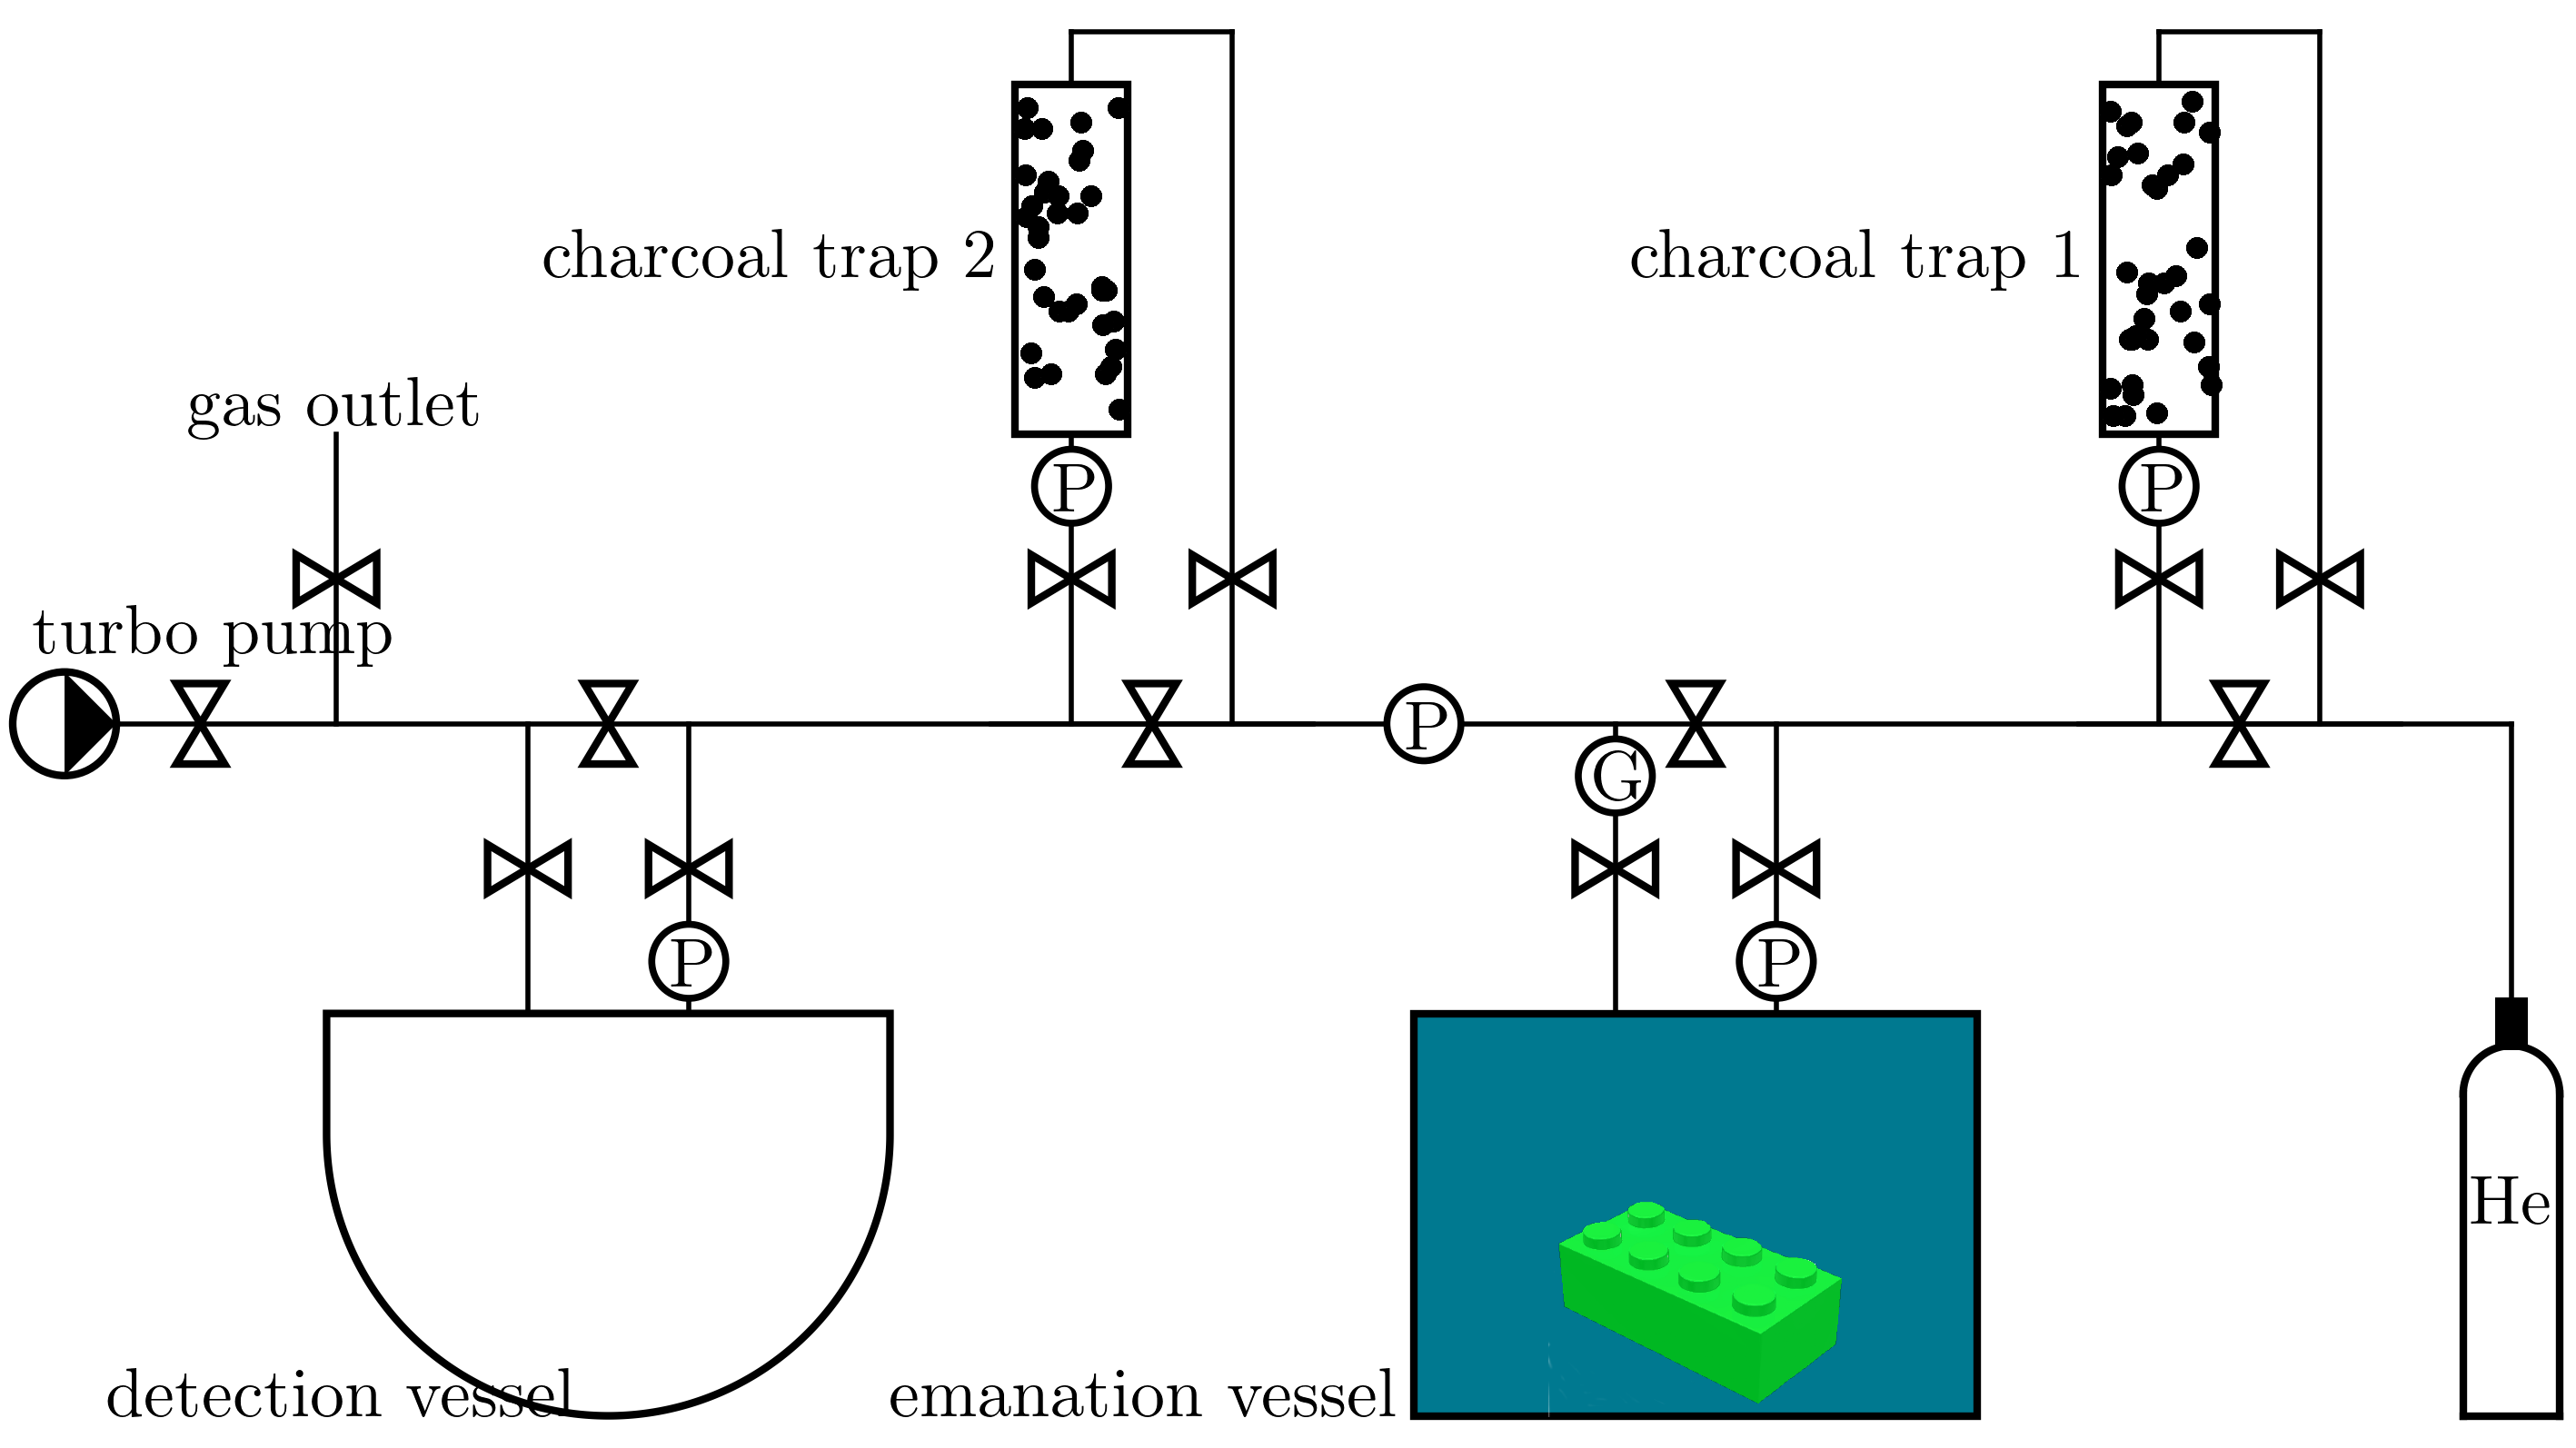 charcoal trap 2
charcoal trap 1
gas outlet
P
P
turbo pump
P
G
P
P
He
detection vessel
emanation vessel